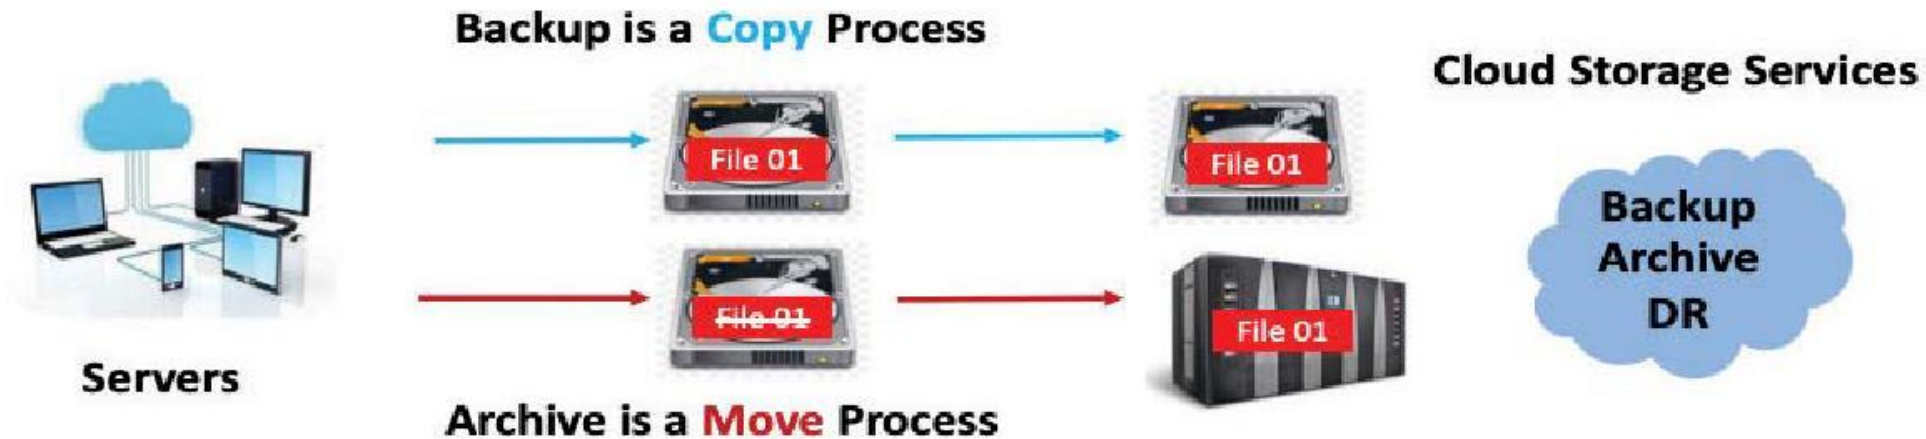 Backup is a Copy Process
Cloud Storage Services
File 01
File 01
Backup
Archive
DR
File 01
File 01
Servers
Archive is a Move Process